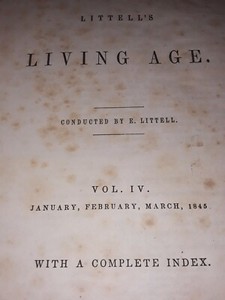 LITTELL'S
LIVING AGE.
CONDUCTED BY E. LITTELL.
VOL. IV.
JANUARY, FEBRUARY, MARCH, 1845
WITH A COMPLETE INDEX.